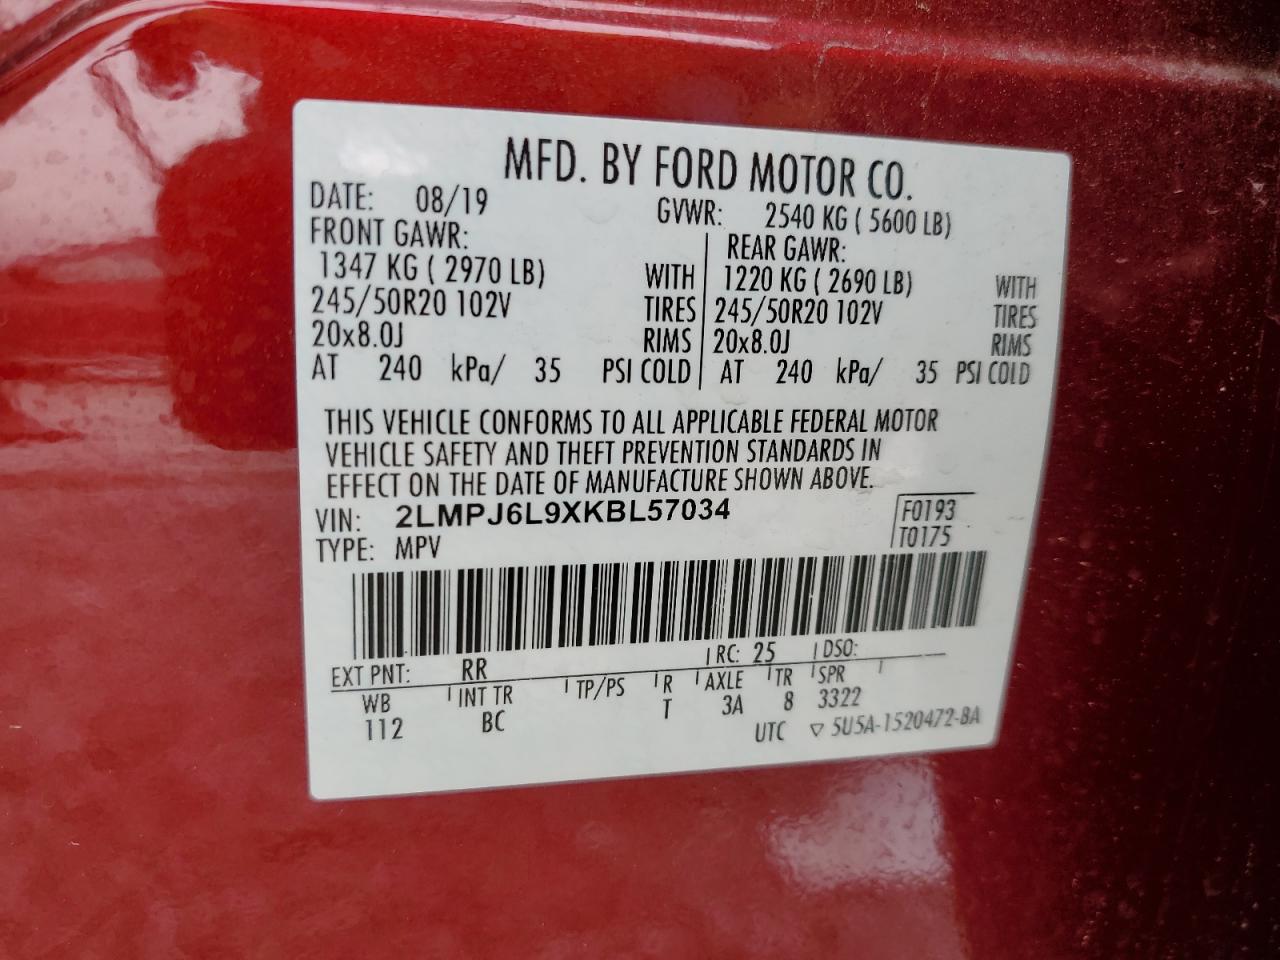 MFD. BY FORD MOTOR CO.
DATE: 08/19 GVWR: 2540 KG ( 5600 LB)
FRONT GAWR: REAR GAWR:
1347 KG ( 2970 LB) WITH 1220 KG ( 2690 LB) WITH
245/50R20 102V TIRES 245/50R20 102V TIRES
20x8.0J RIMS 20x8.0J RIMS
AT 240 kPa/ 35 PSI COLD AT 240 kPa/ 35 PSI COLD
THIS VEHICLE CONFORMS TO ALL APPLICABLE FEDERAL MOTOR
VEHICLE SAFETY AND THEFT PREVENTION STANDARDS IN
EFFECT ON THE DATE OF MANUFACTURE SHOWN ABOVE.
VIN: 2LMPJ6L9XKBL57034 F0193
TYPE: MPV T0175
EXT PNT: RR RC: 25 DSO:
WB INT TR TP/PS R AXLE TR SPR
112 BC T 3A 8 3322
UTC ▽ 5U5A-1520472-BA